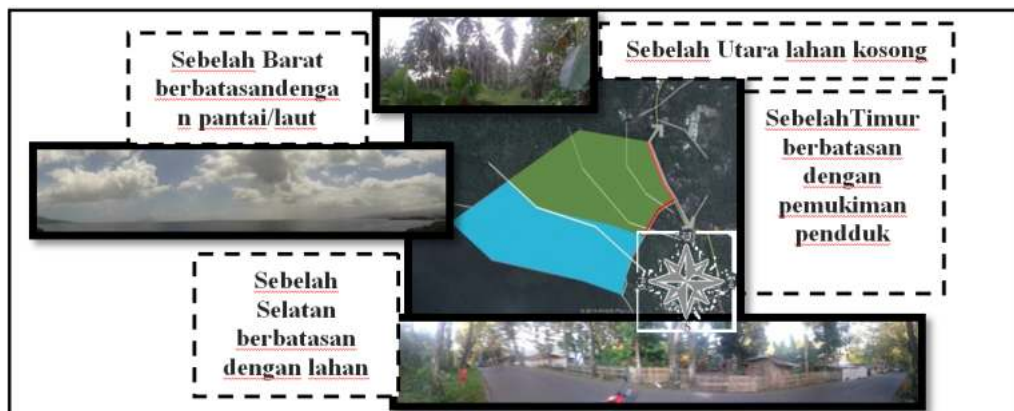 Sebelah Barat
berbatasandenga
n pantai/laut
Sebelah Utara lahan kosong
SebelahTimur
berbatasan
dengan
pemukiman
pendduk
Sebelah
Selatan
berbatasan
dengan lahan